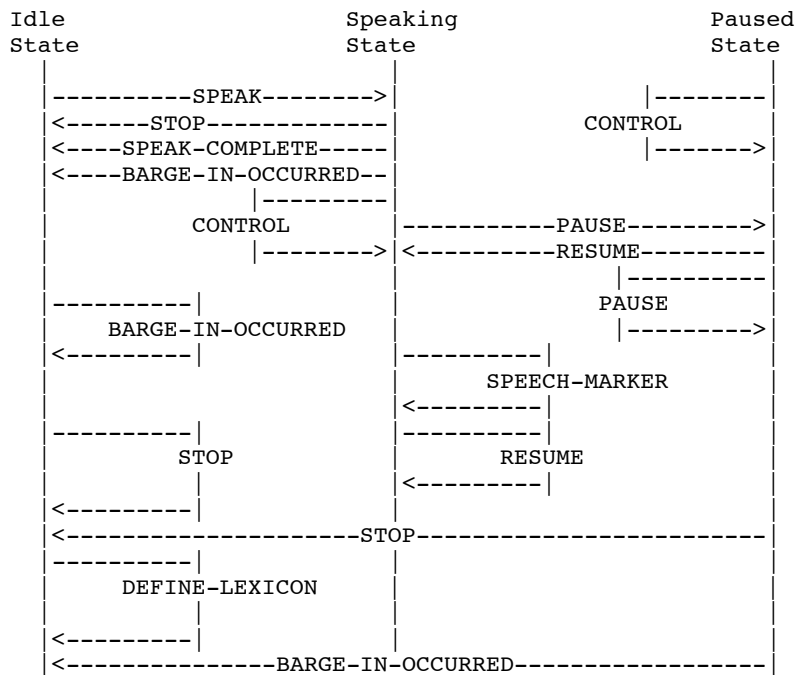 Idle Speaking Paused
State State State
SPEAK
STOP CONTROL
SPEAK-COMPLETE
BARGE-IN-OCCURRED
CONTROL PAUSE
RESUME
PAUSE
BARGE-IN-OCCURRED
SPEECH-MARKER
STOP RESUME
STOP
DEFINE-LEXICON
BARGE-IN-OCCURRED